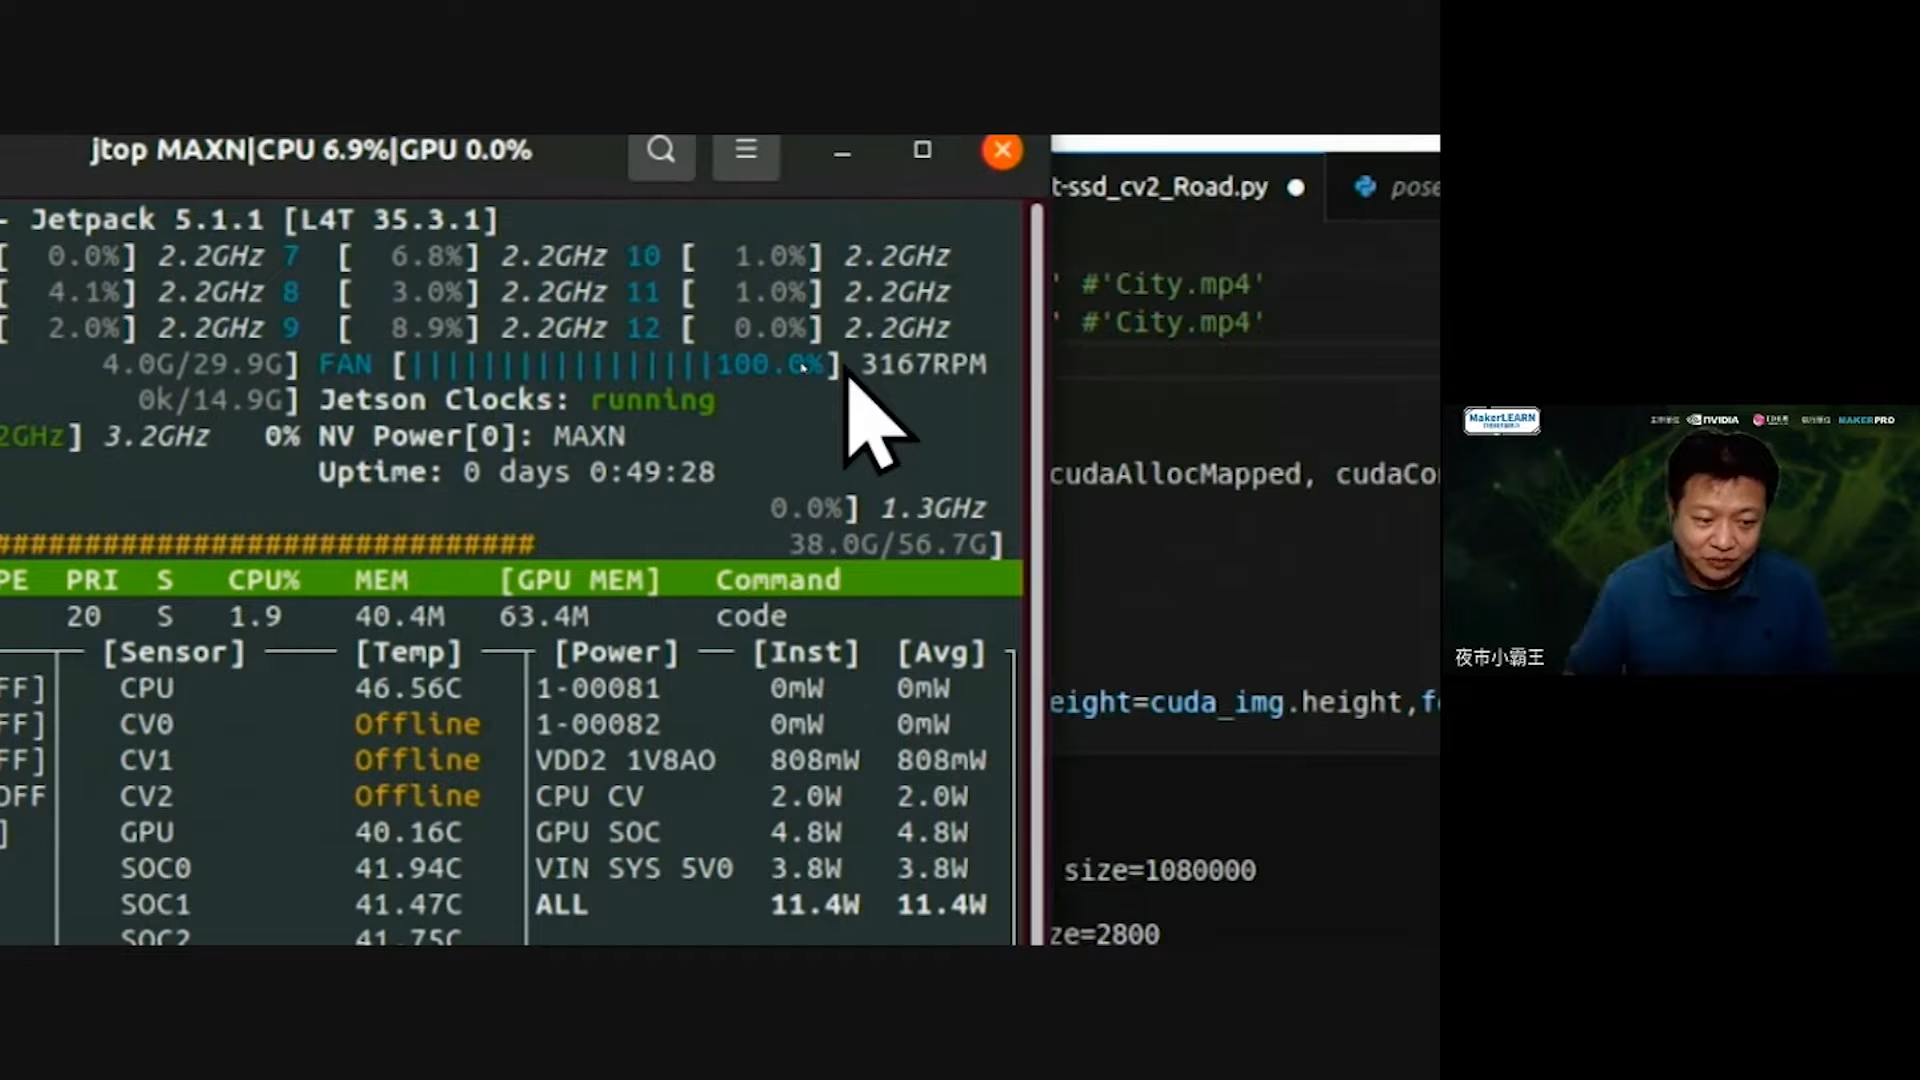 jtop MAXN|CPU 6.9%|GPU 0.0%
- Jetpack 5.1.1 [L4T 35.3.1]
[ 0.0%] 2.2GHz 7 [ 6.8%] 2.2GHz 10 [ 1.0%] 2.2GHz
[ 4.1%] 2.2GHz 8 [ 3.0%] 2.2GHz 11 [ 1.0%] 2.2GHz
[ 2.0%] 2.2GHz 9 [ 8.9%] 2.2GHz 12 [ 0.0%] 2.2GHz
4.0G/29.9G] FAN [|||||||||||||||||100.0%] 3167RPM
0k/14.9G] Jetson Clocks: running
2GHz] 3.2GHz 0% NV Power[0]: MAXN
Uptime: 0 days 0:49:28
0.0%] 1.3GHz
############################## 38.0G/56.7G]
PE PRI S CPU% MEM [GPU MEM] Command
20 S 1.9 40.4M 63.4M code
[Sensor] [Temp] [Power] [Inst] [Avg]
FF] CPU 46.56C 1-00081 0mW 0mW
FF] CV0 Offline 1-00082 0mW 0mW
FF] CV1 Offline VDD2 1V8AO 808mW 808mW
OFF CV2 Offline CPU CV 2.0W 2.0W
] GPU 40.16C GPU SOC 4.8W 4.8W
SOC0 41.94C VIN SYS 5V0 3.8W 3.8W
SOC1 41.47C ALL 11.4W 11.4W
SOC2 41.75C
t-ssd_cv2_Road.py ● pose
' #'City.mp4'
' #'City.mp4'
cudaAllocMapped, cudaCo
eight=cuda_img.height,f
size=1080000
ze=2800
MakerLEARN
NVIDIA
MAKERPRO
夜市小霸王